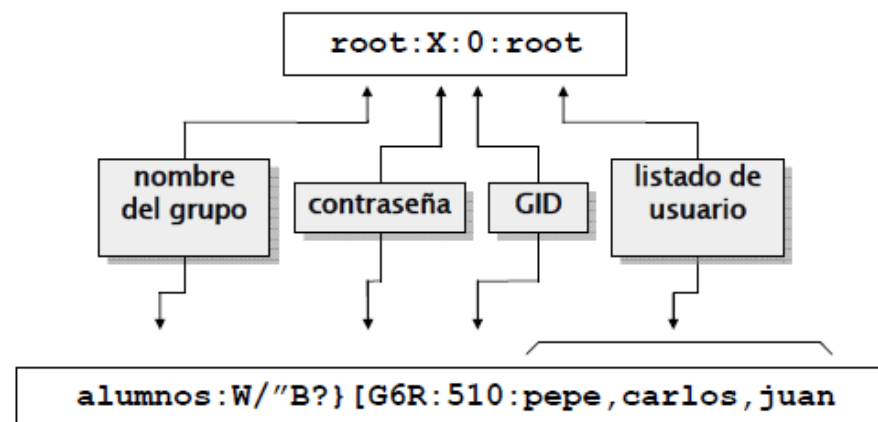 root:X:0:root
nombre
del grupo
contraseña
GID
listado de
usuario
alumnos:W/”B?}[G6R:510:pepe,carlos,juan